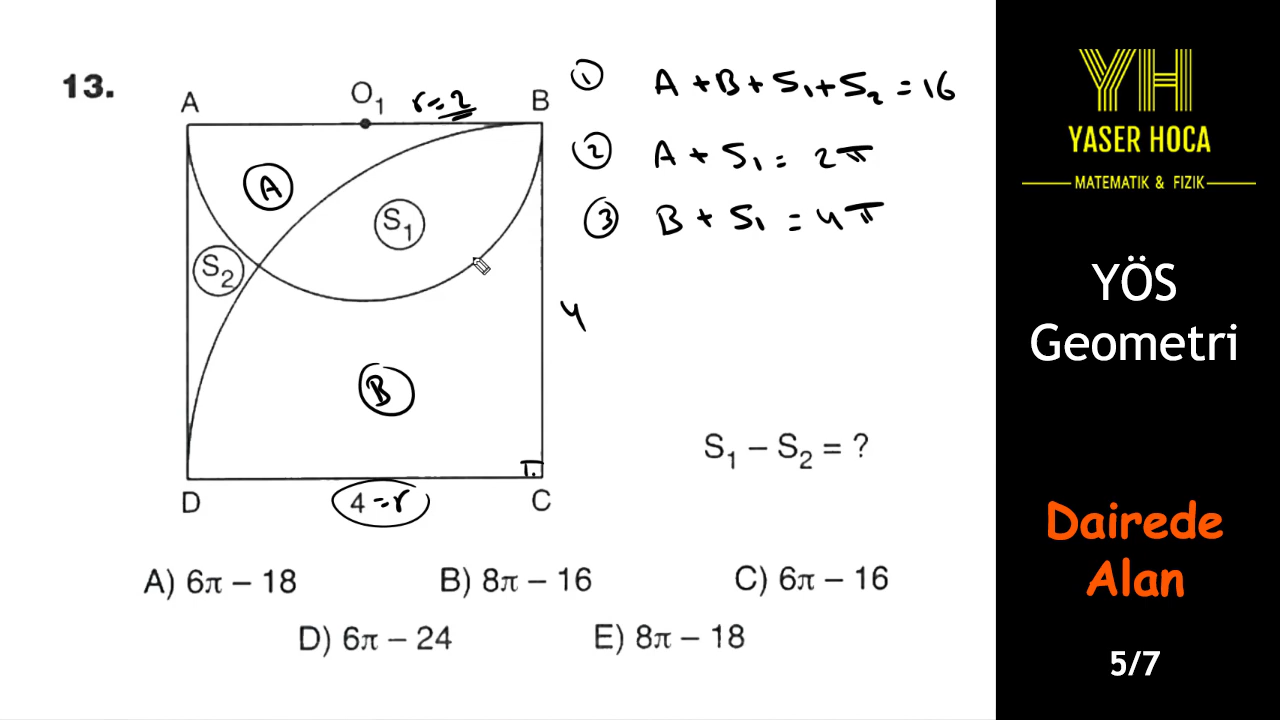 13.
A
O₁
r=2
B
① A + B + S₁ + S₂ = 16
② A + S₁ = 2π
③ B + S₁ = 4π
A
S₁
S₂
4
B
D
4 = r
C
S₁ – S₂ = ?
A) 6π – 18
B) 8π – 16
C) 6π – 16
D) 6π – 24
E) 8π – 18
YH
YASER HOCA
MATEMATIK & FIZIK
YÖS
Geometri
Dairede
Alan
5/7